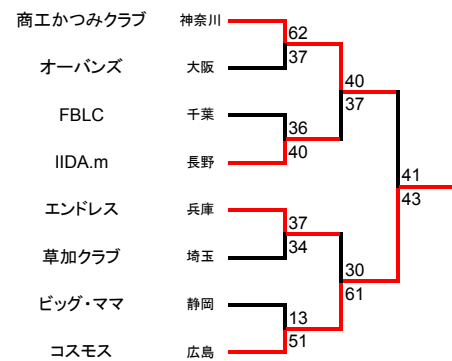 商工かつみクラブ 神奈川 62
オーバンズ 大阪 37
40
FBLC 千葉 37
36
IIDA.m 長野 40
41
43
エンドレス 兵庫 37
草加クラブ 埼玉 34
30
ビッグ・ママ 静岡 61
13
コスモス 広島 51